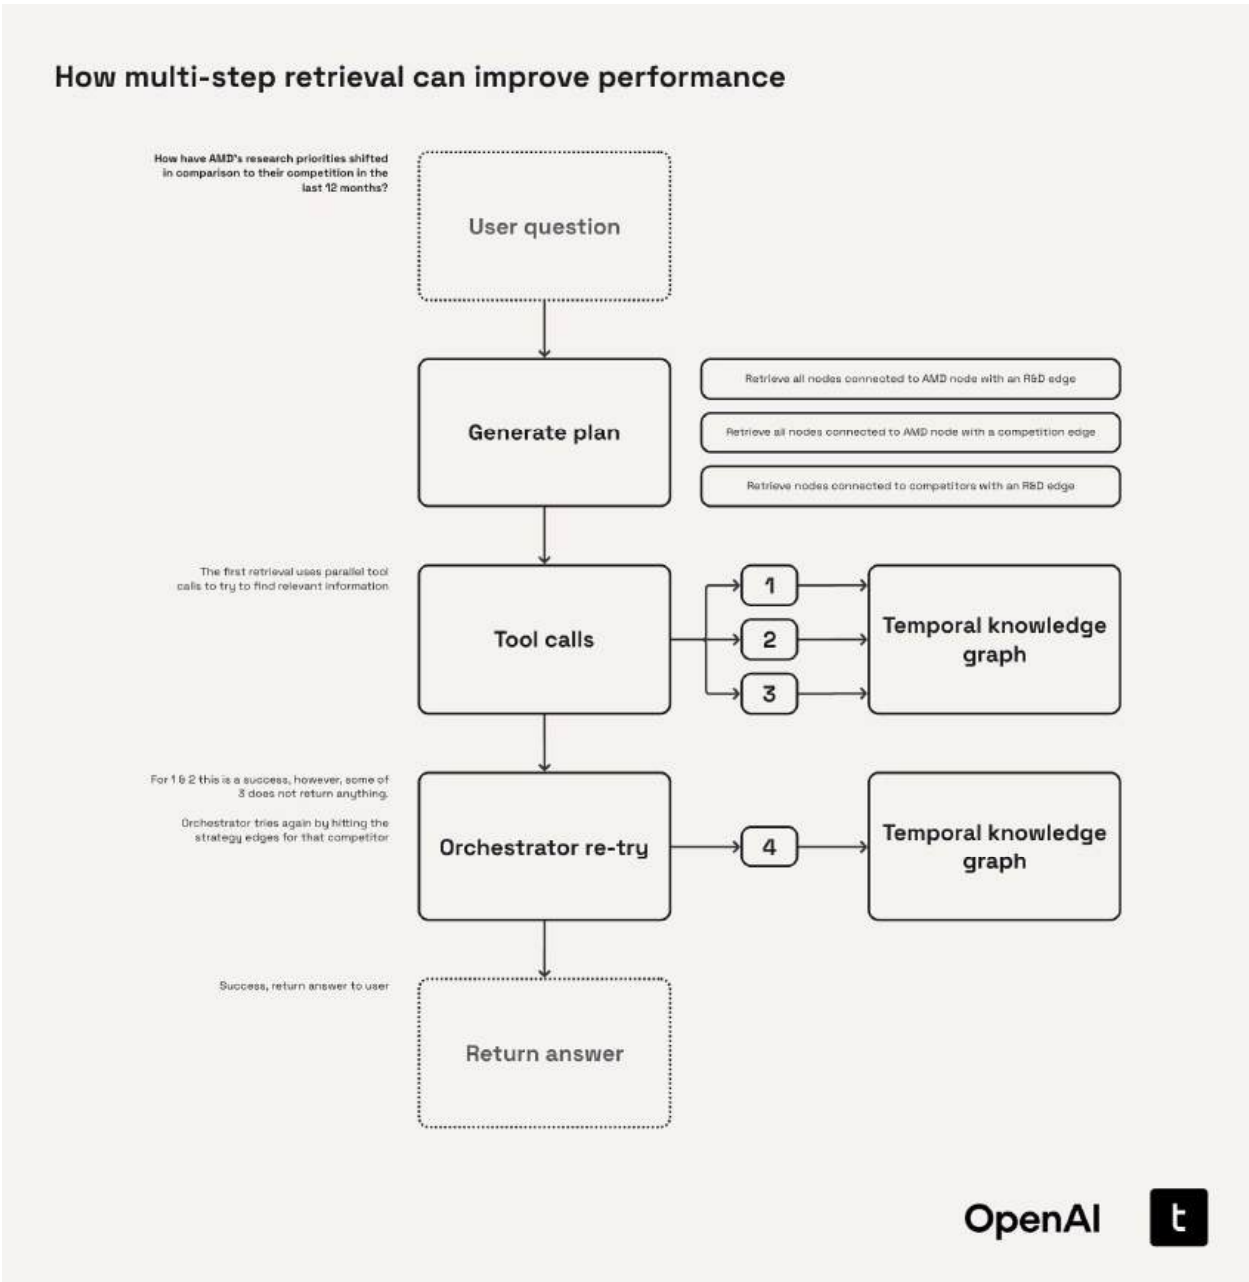 How multi-step retrieval can improve performance
How have AMD's research priorities shifted
in comparison to their competition in the
last 12 months?
User question
Generate plan
Retrieve all nodes connected to AMD node with an R&D edge
Retrieve all nodes connected to AMD node with a competition edge
Retrieve nodes connected to competitors with an R&D edge
The first retrieval uses parallel tool
calls to try to find relevant information
Tool calls
1
2
3
Temporal knowledge
graph
For 1 & 2 this is a success, however, some of
3 does not return anything.
Orchestrator tries again by hitting the
strategy edges for that competitor
Orchestrator re-try
4
Temporal knowledge
graph
Success, return answer to user
Return answer
OpenAI
t